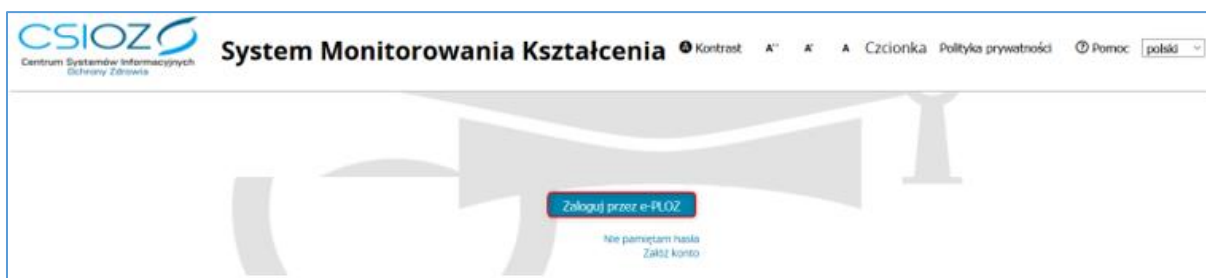 CSIOZ
Centrum Systemów Informacyjnych
Ochrony Zdrowia
System Monitorowania Kształcenia
Kontrast A++ A+ A Czcionka Polityka prywatności Pomoc polski
Zaloguj przez e-PLOZ
Nie pamiętam hasła
Załóż konto